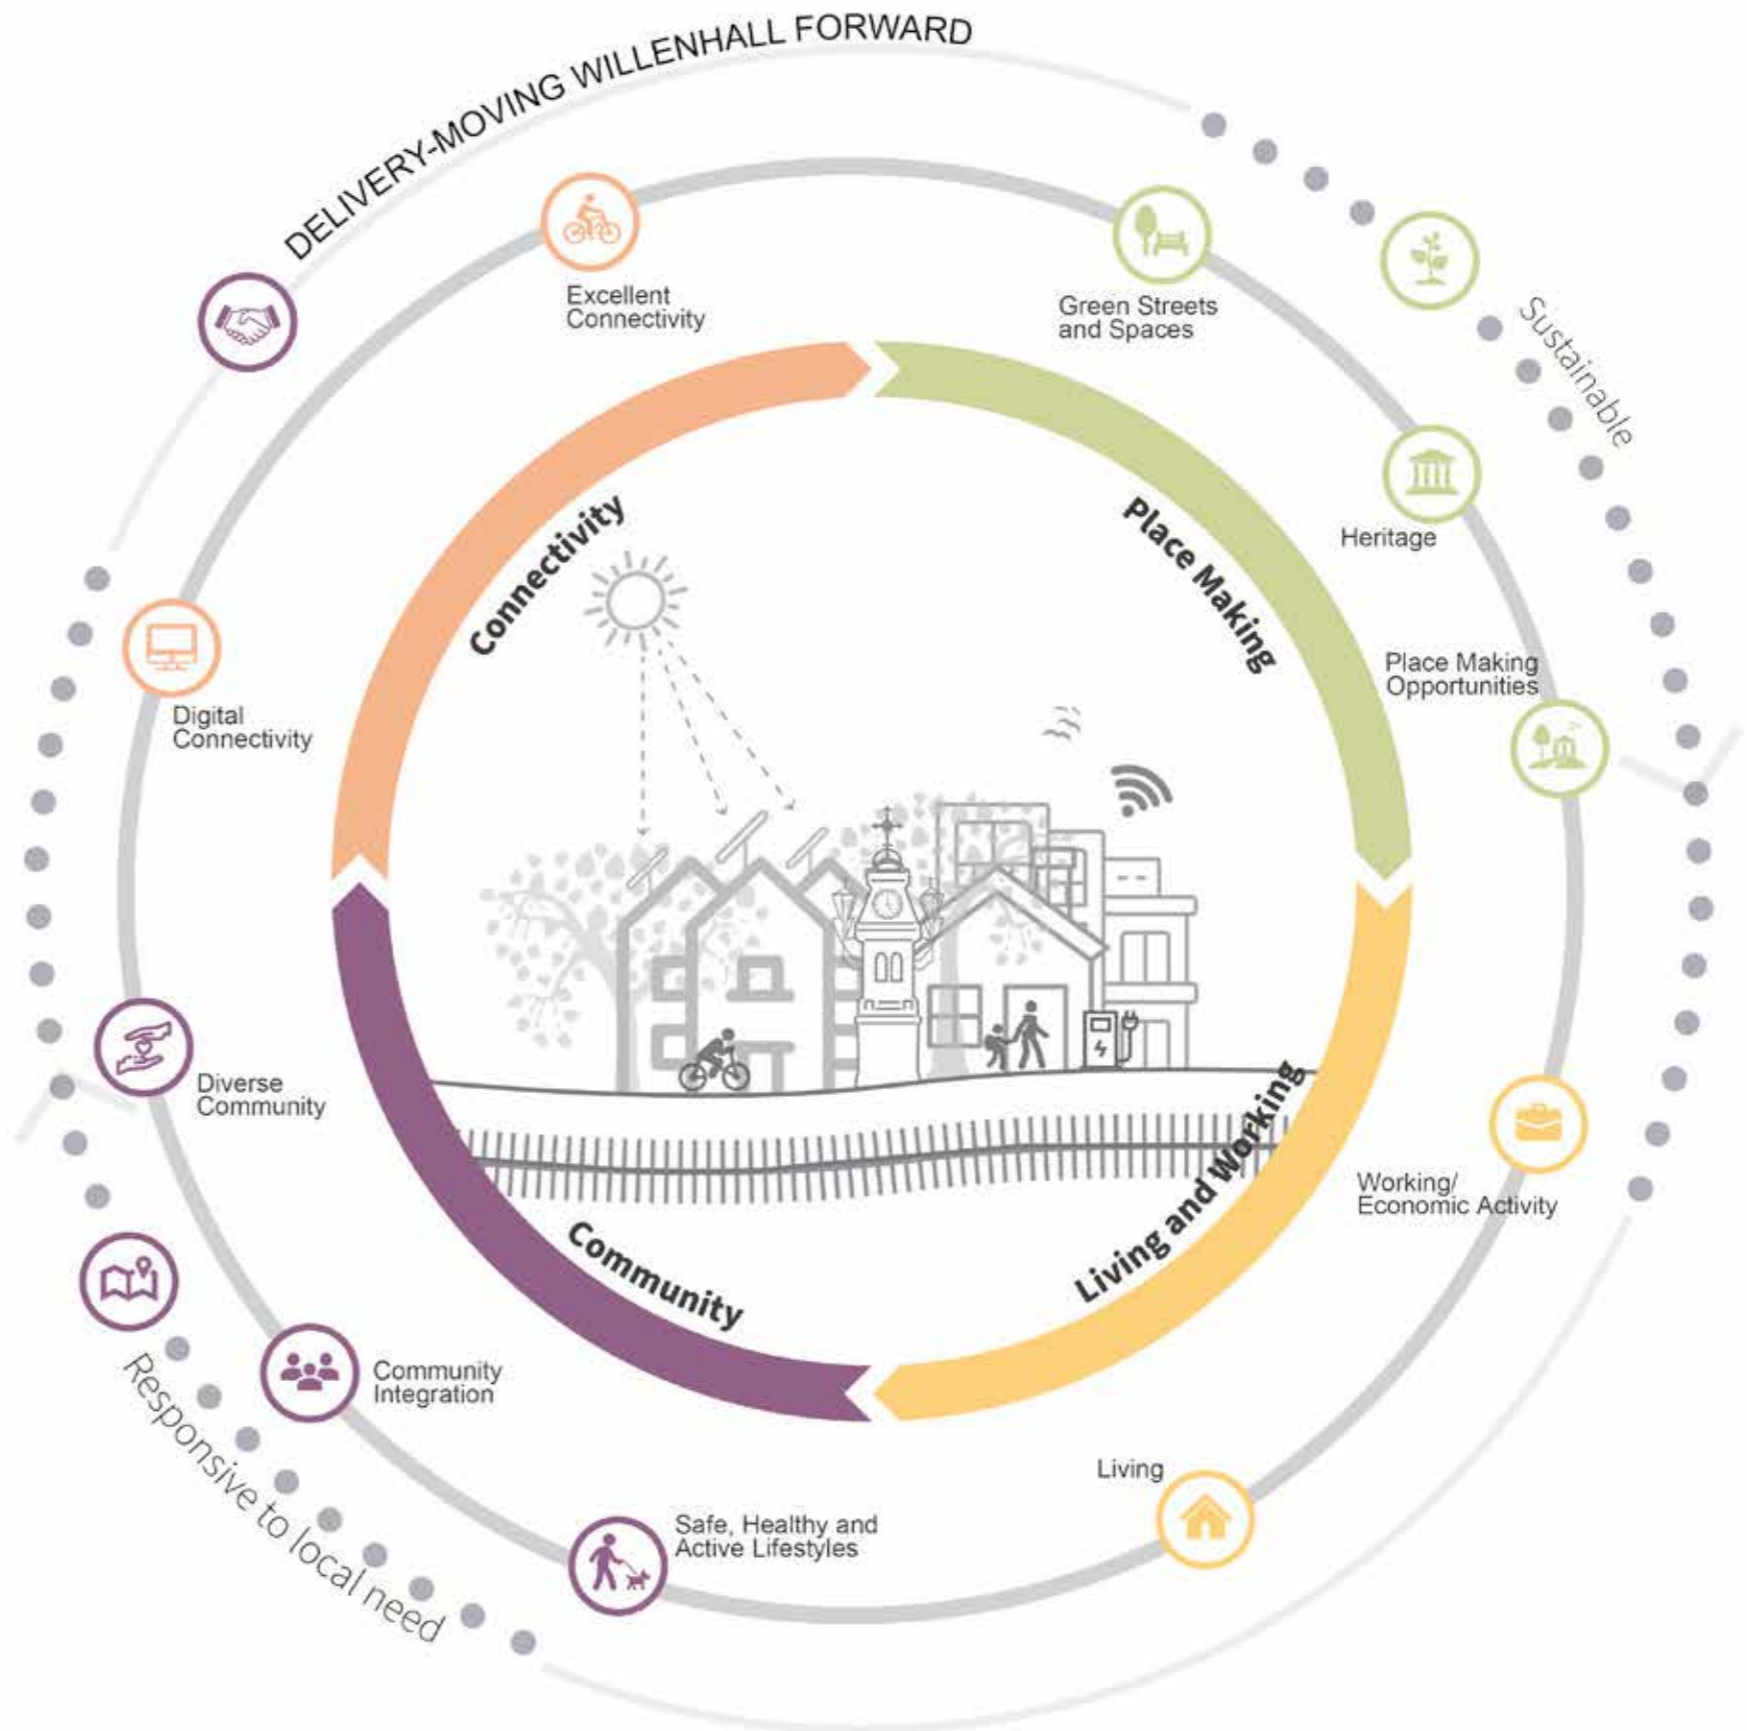 DELIVERY-MOVING WILLENHALL FORWARD
Excellent
Connectivity
Green Streets
and Spaces
Sustainable
Heritage
Connectivity
Place Making
Place Making
Opportunities
Digital
Connectivity
Diverse
Community
Living and Working
Working/
Economic Activity
Community
Community
Integration
Responsive to local need
Living
Safe, Healthy and
Active Lifestyles